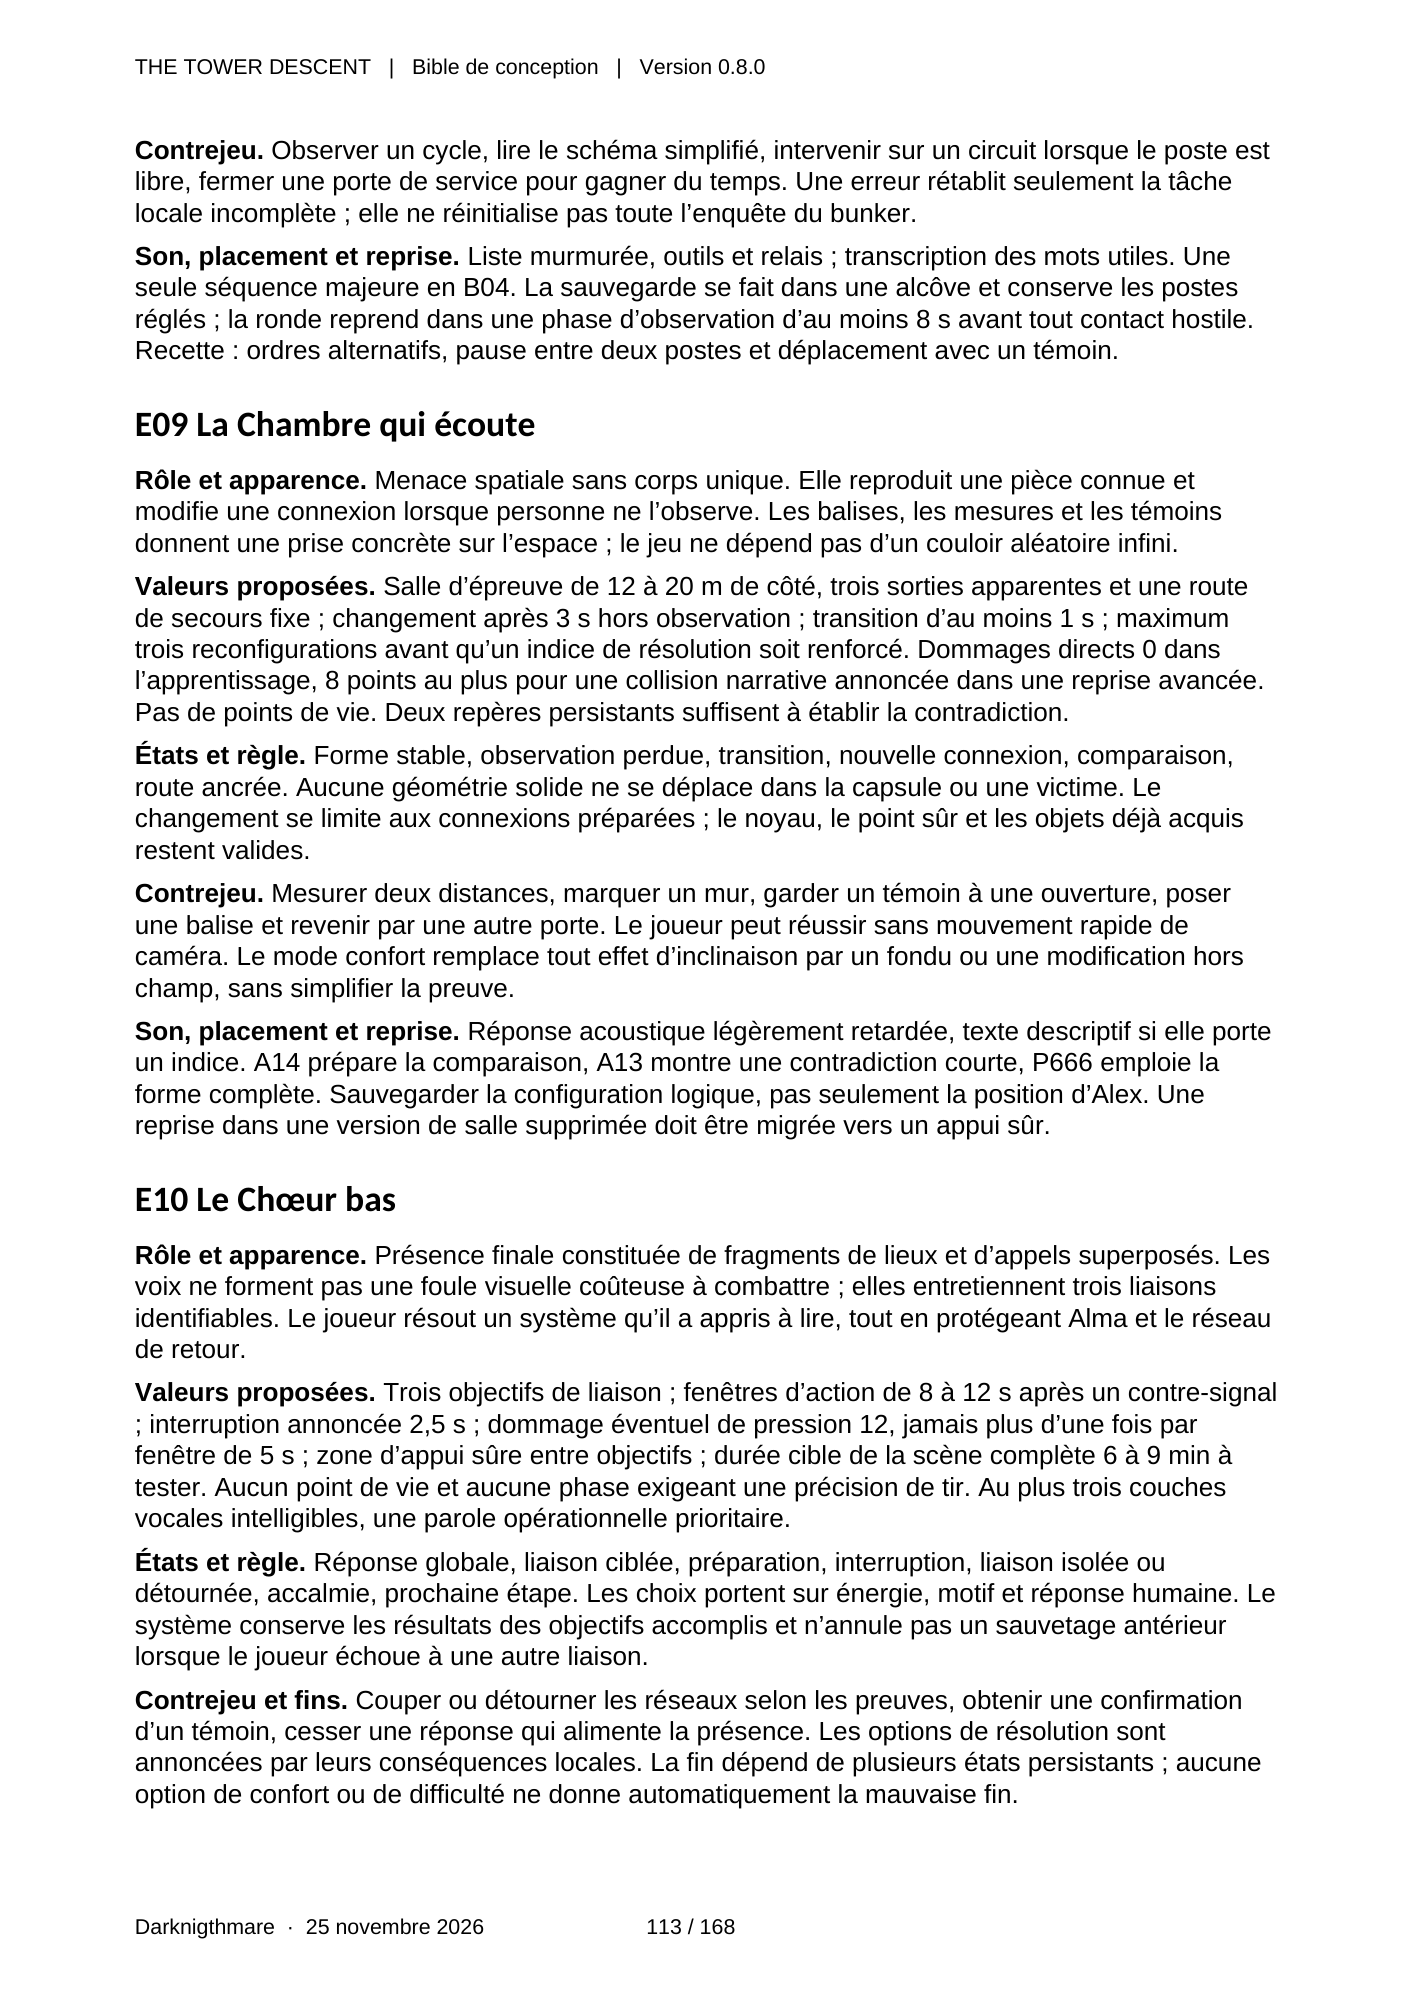 THE TOWER DESCENT | Bible de conception | Version 0.8.0
Contrejeu. Observer un cycle, lire le schéma simplifié, intervenir sur un circuit lorsque le poste est
libre, fermer une porte de service pour gagner du temps. Une erreur rétablit seulement la tâche
locale incomplète ; elle ne réinitialise pas toute l’enquête du bunker.
Son, placement et reprise. Liste murmurée, outils et relais ; transcription des mots utiles. Une
seule séquence majeure en B04. La sauvegarde se fait dans une alcôve et conserve les postes
réglés ; la ronde reprend dans une phase d’observation d’au moins 8 s avant tout contact hostile.
Recette : ordres alternatifs, pause entre deux postes et déplacement avec un témoin.
E09 La Chambre qui écoute
Rôle et apparence. Menace spatiale sans corps unique. Elle reproduit une pièce connue et
modifie une connexion lorsque personne ne l’observe. Les balises, les mesures et les témoins
donnent une prise concrète sur l’espace ; le jeu ne dépend pas d’un couloir aléatoire infini.
Valeurs proposées. Salle d’épreuve de 12 à 20 m de côté, trois sorties apparentes et une route
de secours fixe ; changement après 3 s hors observation ; transition d’au moins 1 s ; maximum
trois reconfigurations avant qu’un indice de résolution soit renforcé. Dommages directs 0 dans
l’apprentissage, 8 points au plus pour une collision narrative annoncée dans une reprise avancée.
Pas de points de vie. Deux repères persistants suffisent à établir la contradiction.
États et règle. Forme stable, observation perdue, transition, nouvelle connexion, comparaison,
route ancrée. Aucune géométrie solide ne se déplace dans la capsule ou une victime. Le
changement se limite aux connexions préparées ; le noyau, le point sûr et les objets déjà acquis
restent valides.
Contrejeu. Mesurer deux distances, marquer un mur, garder un témoin à une ouverture, poser
une balise et revenir par une autre porte. Le joueur peut réussir sans mouvement rapide de
caméra. Le mode confort remplace tout effet d’inclinaison par un fondu ou une modification hors
champ, sans simplifier la preuve.
Son, placement et reprise. Réponse acoustique légèrement retardée, texte descriptif si elle porte
un indice. A14 prépare la comparaison, A13 montre une contradiction courte, P666 emploie la
forme complète. Sauvegarder la configuration logique, pas seulement la position d’Alex. Une
reprise dans une version de salle supprimée doit être migrée vers un appui sûr.
E10 Le Chœur bas
Rôle et apparence. Présence finale constituée de fragments de lieux et d’appels superposés. Les
voix ne forment pas une foule visuelle coûteuse à combattre ; elles entretiennent trois liaisons
identifiables. Le joueur résout un système qu’il a appris à lire, tout en protégeant Alma et le réseau
de retour.
Valeurs proposées. Trois objectifs de liaison ; fenêtres d’action de 8 à 12 s après un contre-signal
; interruption annoncée 2,5 s ; dommage éventuel de pression 12, jamais plus d’une fois par
fenêtre de 5 s ; zone d’appui sûre entre objectifs ; durée cible de la scène complète 6 à 9 min à
tester. Aucun point de vie et aucune phase exigeant une précision de tir. Au plus trois couches
vocales intelligibles, une parole opérationnelle prioritaire.
États et règle. Réponse globale, liaison ciblée, préparation, interruption, liaison isolée ou
détournée, accalmie, prochaine étape. Les choix portent sur énergie, motif et réponse humaine. Le
système conserve les résultats des objectifs accomplis et n’annule pas un sauvetage antérieur
lorsque le joueur échoue à une autre liaison.
Contrejeu et fins. Couper ou détourner les réseaux selon les preuves, obtenir une confirmation
d’un témoin, cesser une réponse qui alimente la présence. Les options de résolution sont
annoncées par leurs conséquences locales. La fin dépend de plusieurs états persistants ; aucune
option de confort ou de difficulté ne donne automatiquement la mauvaise fin.
Darknigthmare · 25 novembre 2026 113 / 168